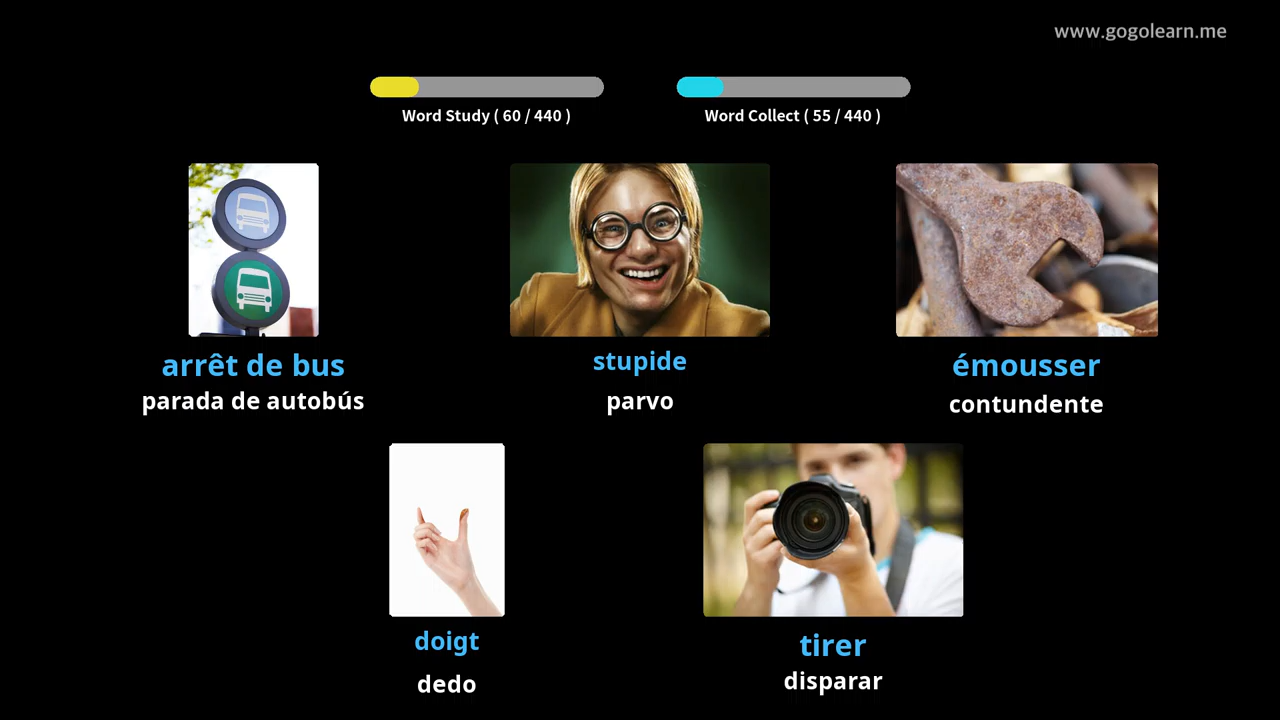 www.gogolearn.me
Word Study ( 60 / 440 )
Word Collect ( 55 / 440 )
arrêt de bus
parada de autobús
stupide
parvo
émousser
contundente
doigt
dedo
tirer
disparar